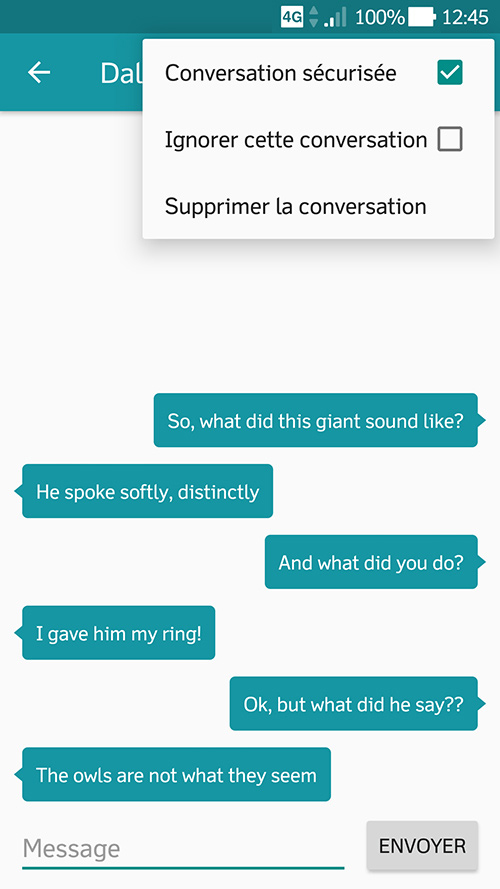 4G 100% 12:45
Dal
Conversation sécurisée
Ignorer cette conversation
Supprimer la conversation
So, what did this giant sound like?
He spoke softly, distinctly
And what did you do?
I gave him my ring!
Ok, but what did he say??
The owls are not what they seem
Message
ENVOYER